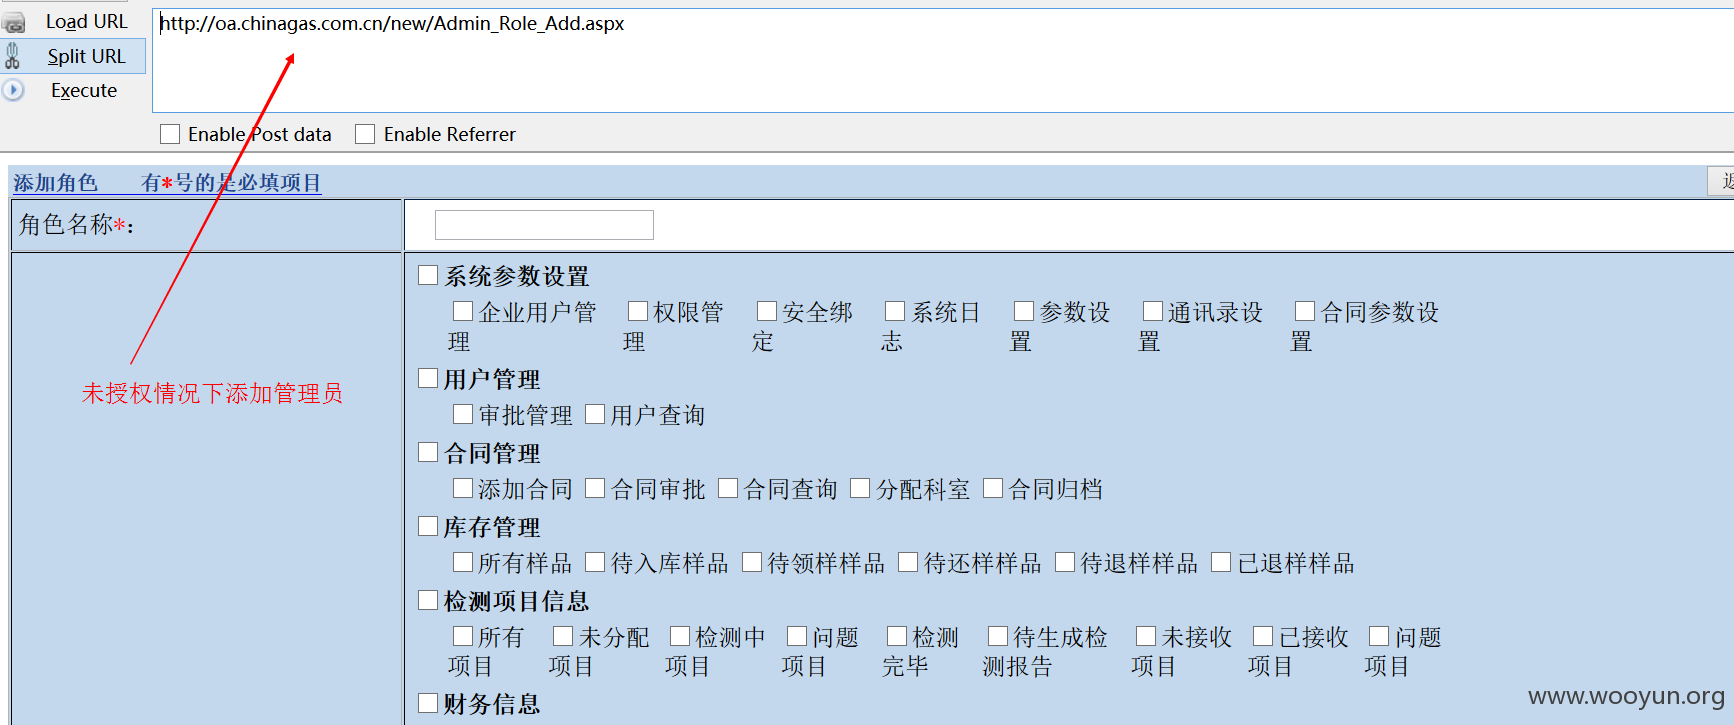 Load URL
http://oa.chinagas.com.cn/new/Admin_Role_Add.aspx
Split URL
Execute
Enable Post data Enable Referrer
添加角色 有*号的是必填项目
角色名称*：
系统参数设置
企业用户管理 权限管理 安全绑定 系统日志 参数设置 通讯录设置 合同参数设置
用户管理
未授权情况下添加管理员
审批管理 用户查询
合同管理
添加合同 合同审批 合同查询 分配科室 合同归档
库存管理
所有样品 待入库样品 待领样样品 待还样样品 待退样样品 已退样样品
检测项目信息
所有项目 未分配项目 检测中项目 问题项目 检测完毕 待生成检测报告 未接收项目 已接收项目 问题项目
财务信息
www.wooyun.org